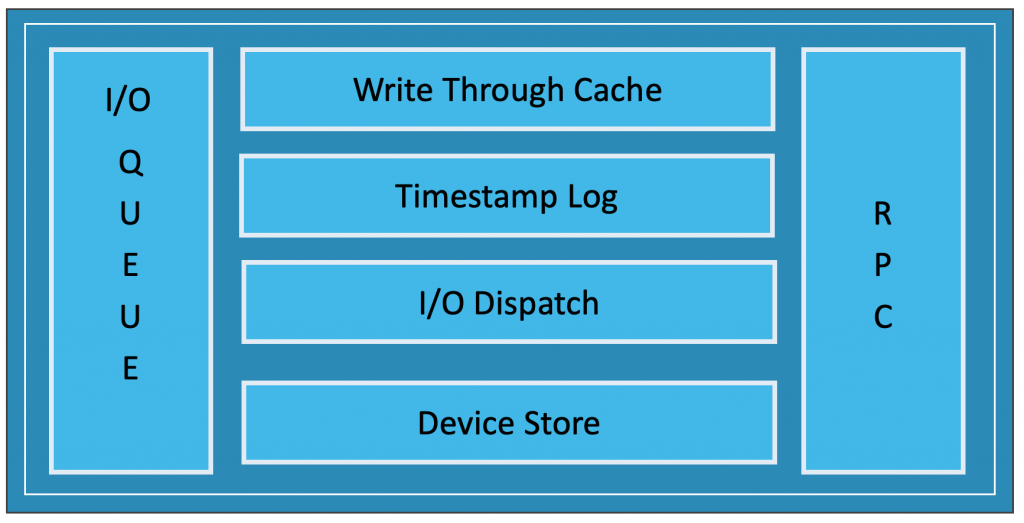 I/O
Q
U
E
U
E
Write Through Cache
Timestamp Log
I/O Dispatch
Device Store
R
P
C